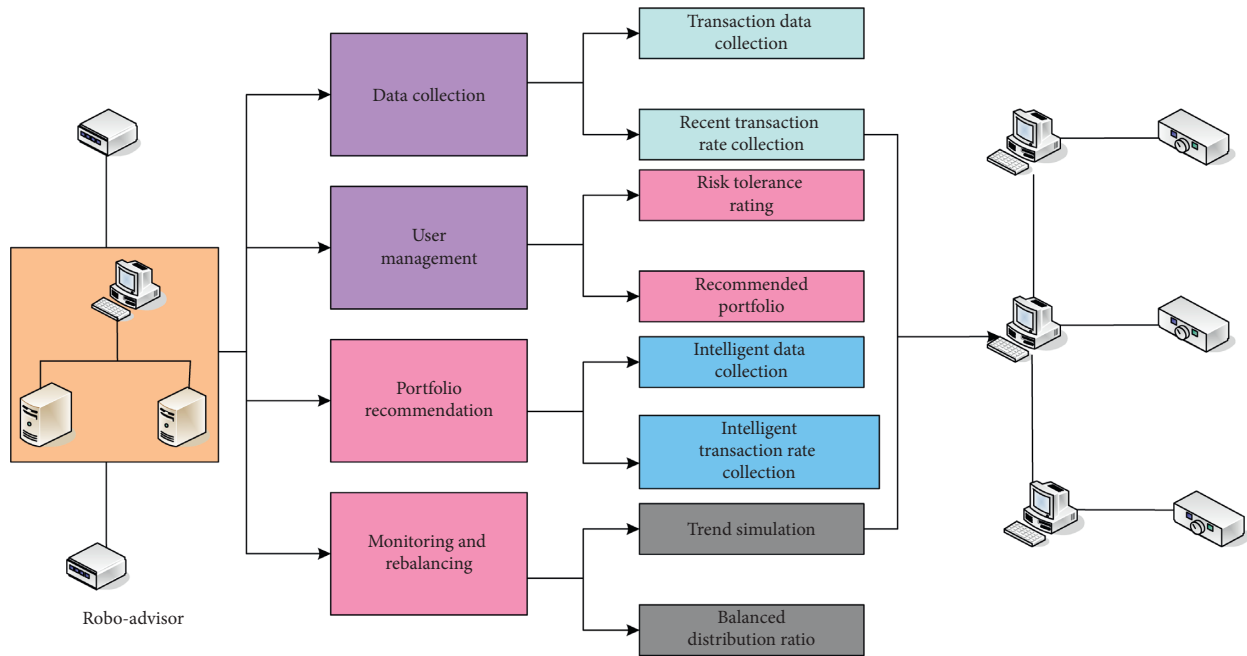 Transaction data
collection
Data collection
Recent transaction
rate collection
Risk tolerance
rating
User
management
Recommended
portfolio
Intelligent data
collection
Portfolio
recommendation
Intelligent
transaction rate
collection
Trend simulation
Monitoring and
rebalancing
Balanced
distribution ratio
Robo-advisor